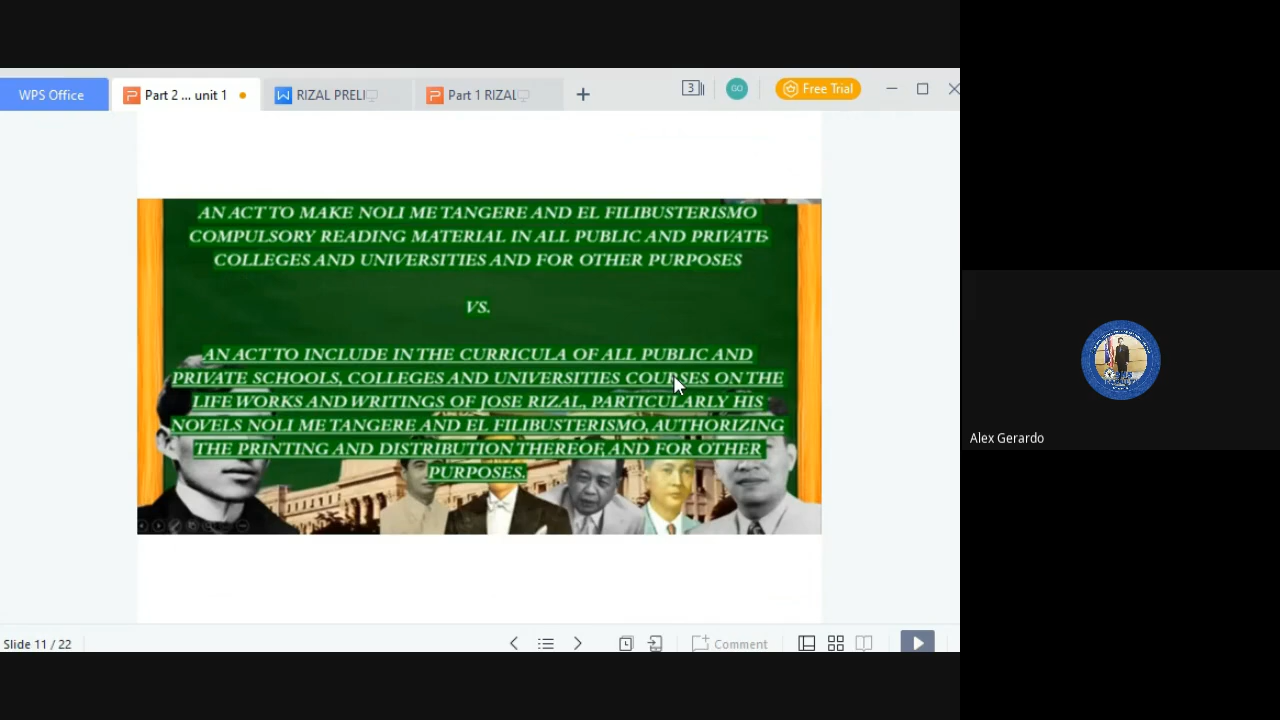 WPS Office
Part 2 ... unit 1
RIZAL PRELI
Part 1 RIZAL
3
GO
Free Trial
AN ACT TO MAKE NOLI ME TANGERE AND EL FILIBUSTERISMO
COMPULSORY READING MATERIAL IN ALL PUBLIC AND PRIVATE
COLLEGES AND UNIVERSITIES AND FOR OTHER PURPOSES
VS.
AN ACT TO INCLUDE IN THE CURRICULA OF ALL PUBLIC AND
PRIVATE SCHOOLS, COLLEGES AND UNIVERSITIES COURSES ON THE
LIFE WORKS AND WRITINGS OF JOSE RIZAL, PARTICULARLY HIS
NOVELS NOLI ME TANGERE AND EL FILIBUSTERISMO, AUTHORIZING
THE PRINTING AND DISTRIBUTION THEREOF, AND FOR OTHER
PURPOSES.
Alex Gerardo
Slide 11 / 22
Comment